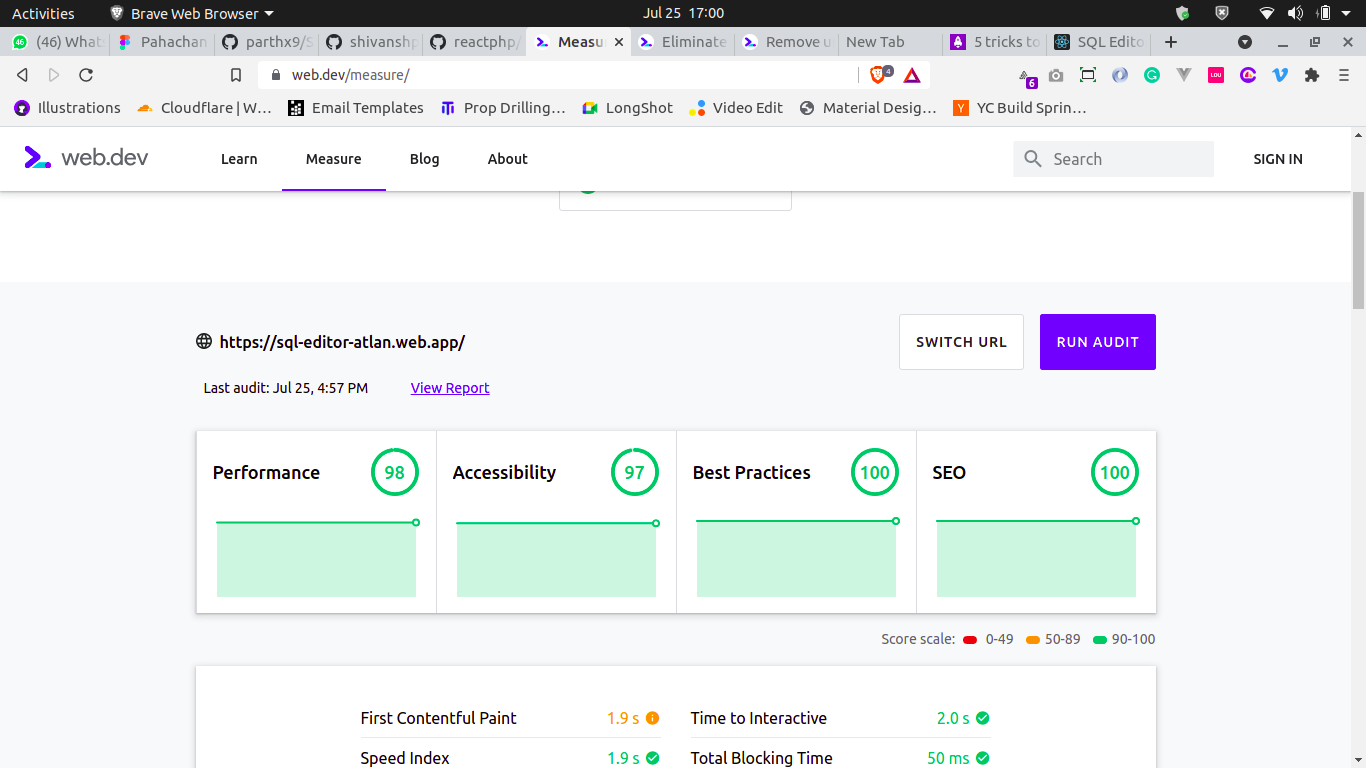 Activities Brave Web Browser Jul 25 17:00
(46) What Pahachan parthx9/S shivanshp reactphp/ Measu Eliminate Remove u New Tab 5 tricks to SQL Edito
web.dev/measure/ 4 6 LOU
Illustrations Cloudflare | W… Email Templates Prop Drilling… LongShot Video Edit Material Desig… YC Build Sprin…
web.dev Learn Measure Blog About Search SIGN IN
https://sql-editor-atlan.web.app/ SWITCH URL RUN AUDIT
Last audit: Jul 25, 4:57 PM View Report
Performance 98 Accessibility 97 Best Practices 100 SEO 100
Score scale: 0-49 50-89 90-100
First Contentful Paint 1.9 s Time to Interactive 2.0 s
Speed Index 1.9 s Total Blocking Time 50 ms